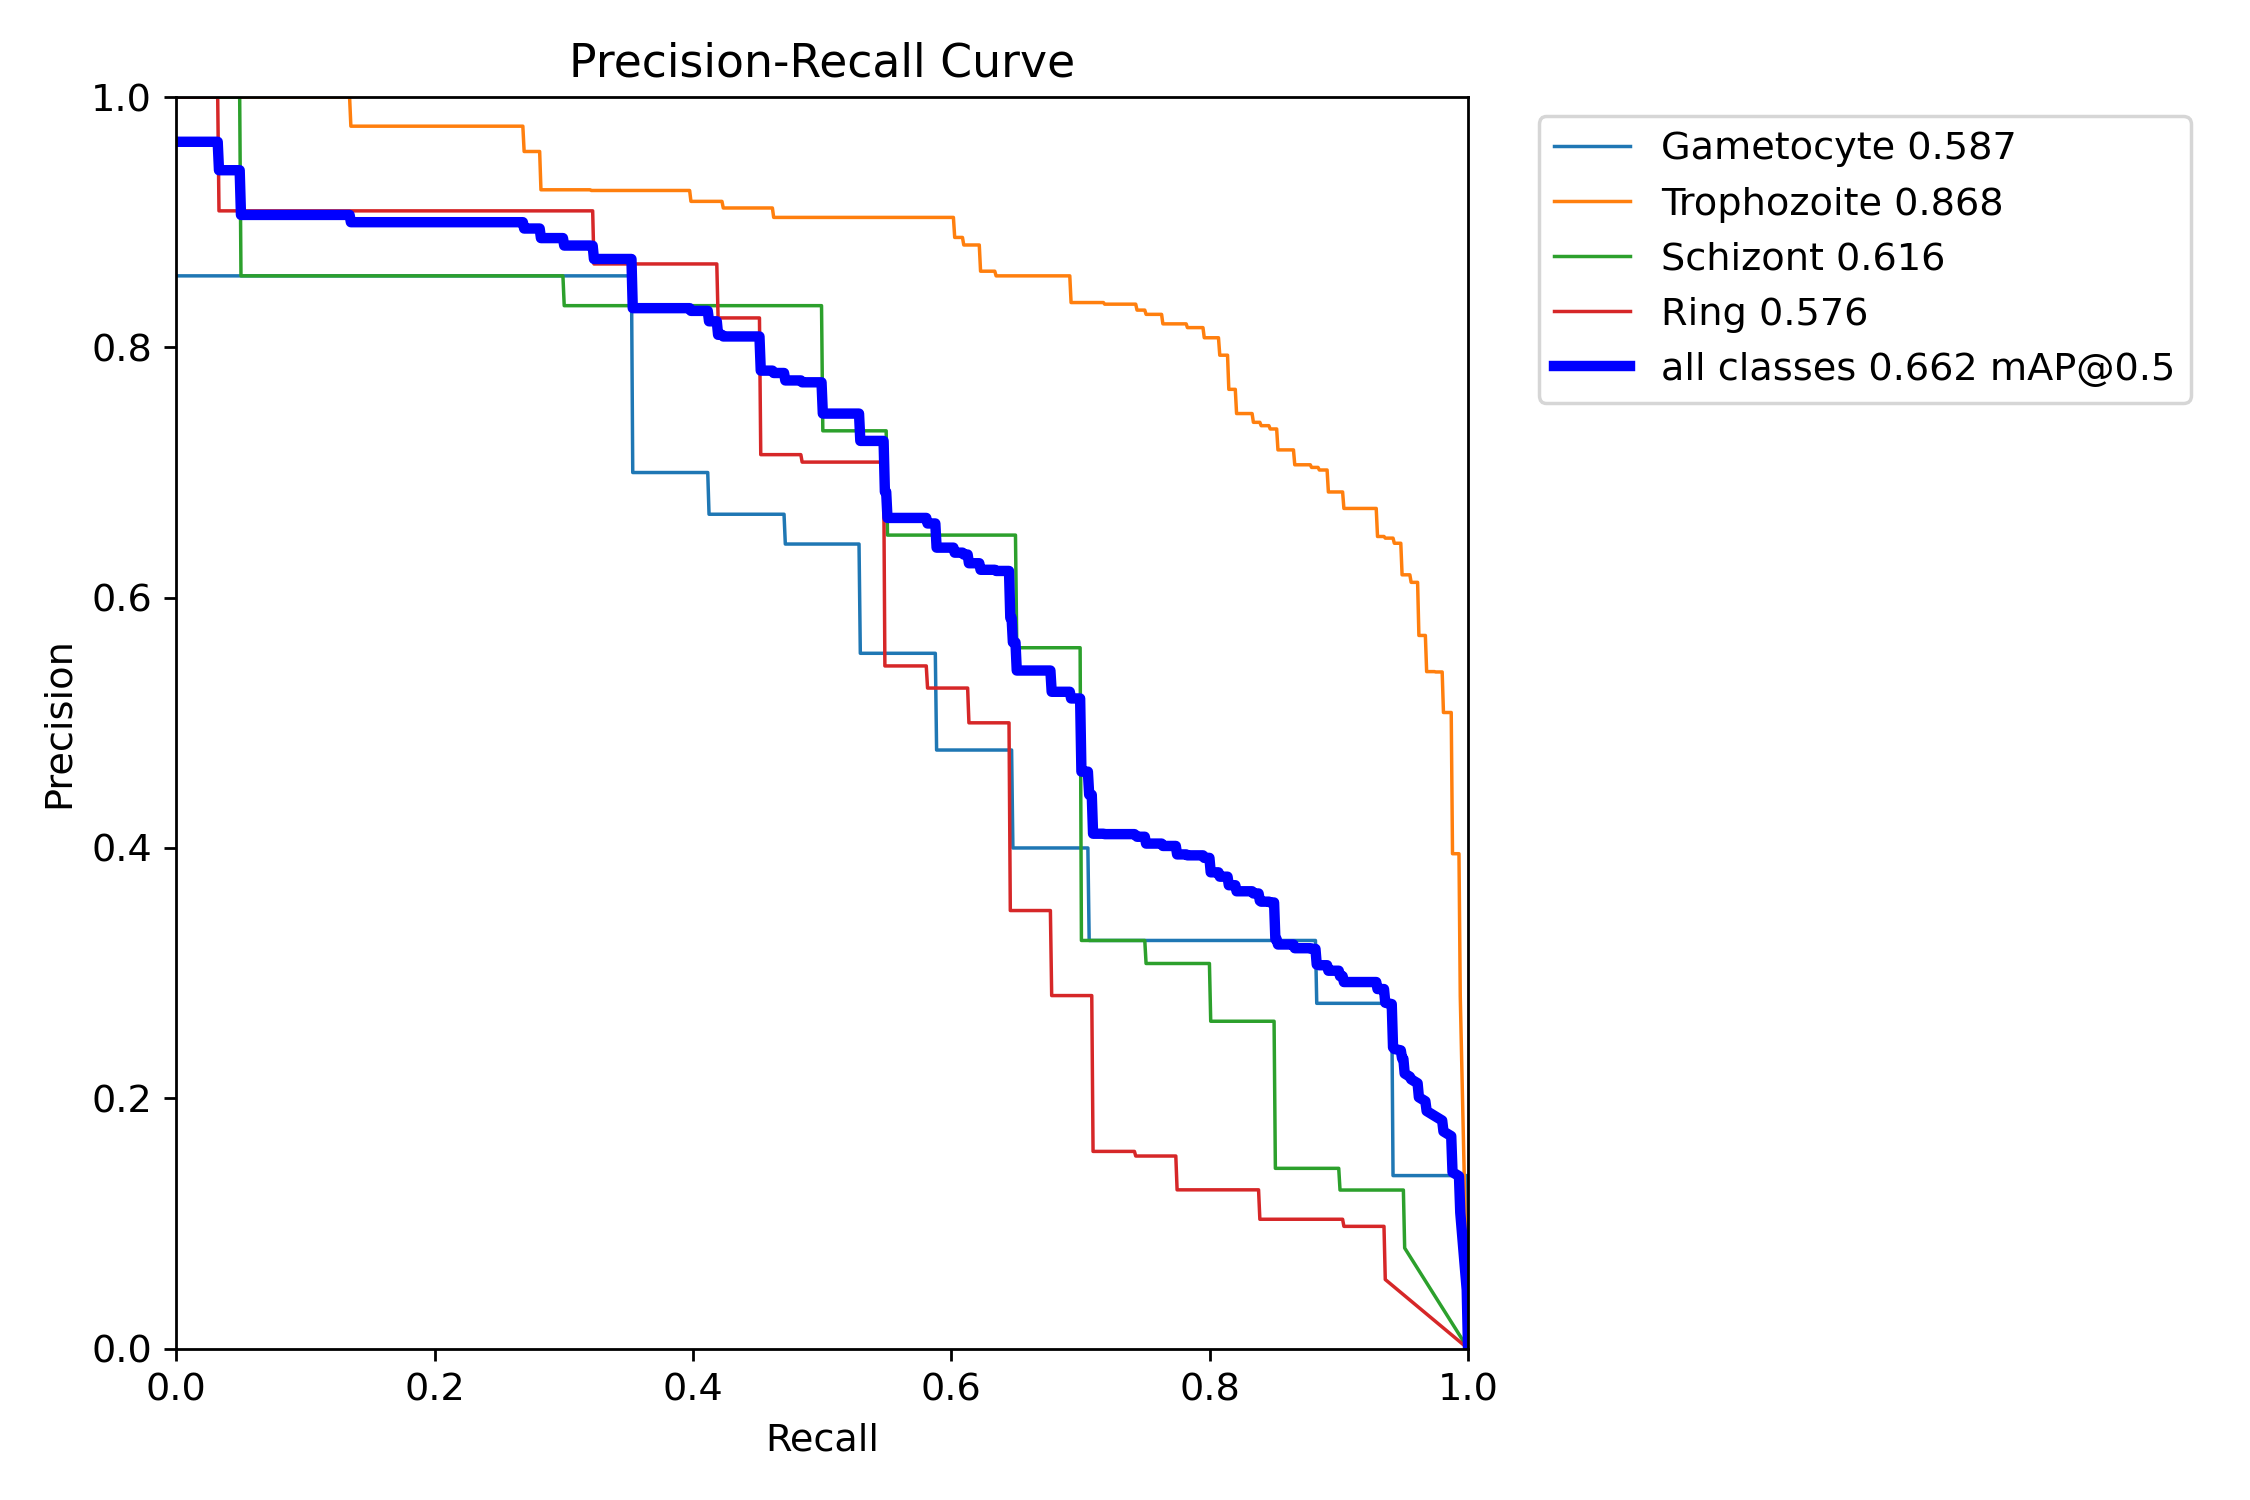 Precision-Recall Curve
1.0
0.8
0.6
0.4
0.2
0.0
Precision
0.0 0.2 0.4 0.6 0.8 1.0
Recall
Gametocyte 0.587
Trophozoite 0.868
Schizont 0.616
Ring 0.576
all classes 0.662 mAP@0.5